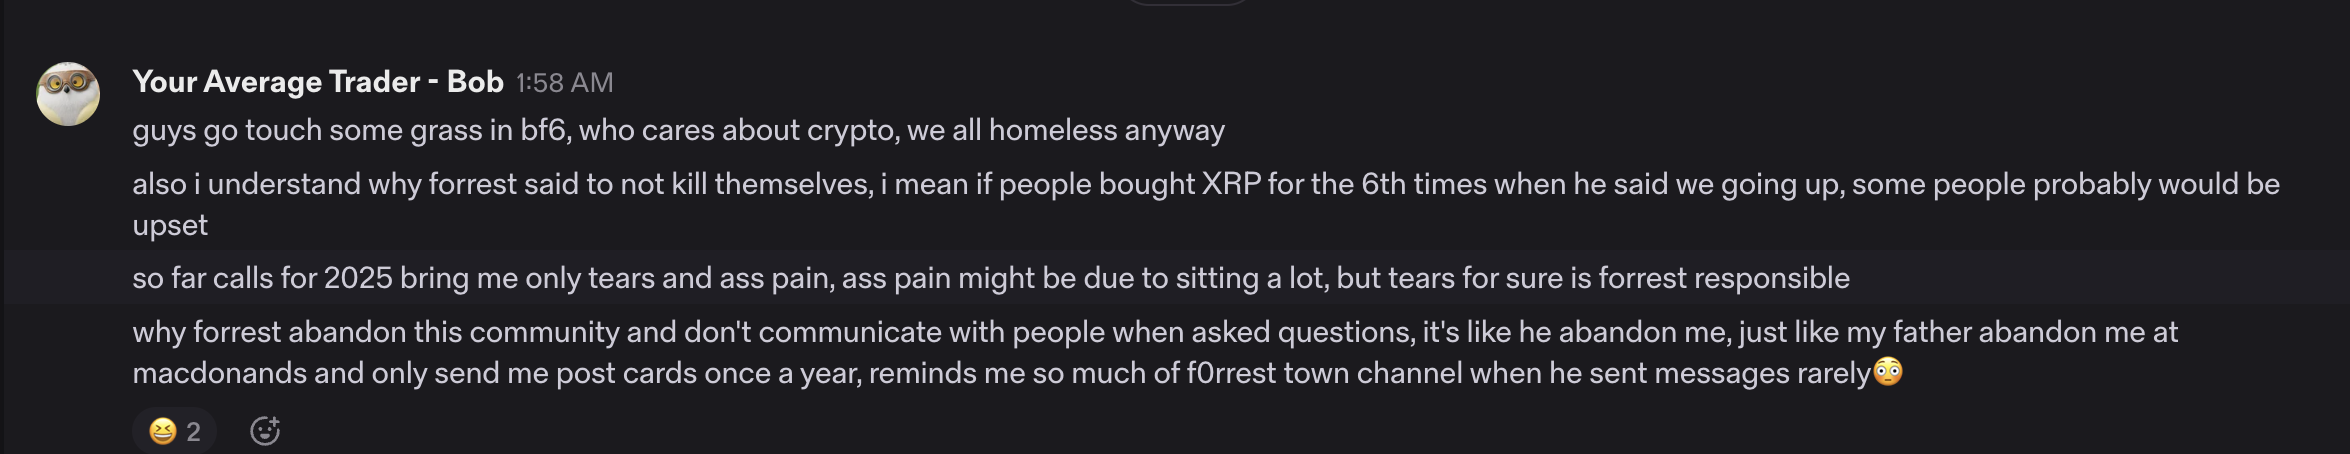 Your Average Trader - Bob 1:58 AM
guys go touch some grass in bf6, who cares about crypto, we all homeless anyway
also i understand why forrest said to not kill themselves, i mean if people bought XRP for the 6th times when he said we going up, some people probably would be
upset
so far calls for 2025 bring me only tears and ass pain, ass pain might be due to sitting a lot, but tears for sure is forrest responsible
why forrest abandon this community and don't communicate with people when asked questions, it's like he abandon me, just like my father abandon me at
macdonands and only send me post cards once a year, reminds me so much of f0rrest town channel when he sent messages rarely😳
😆 2